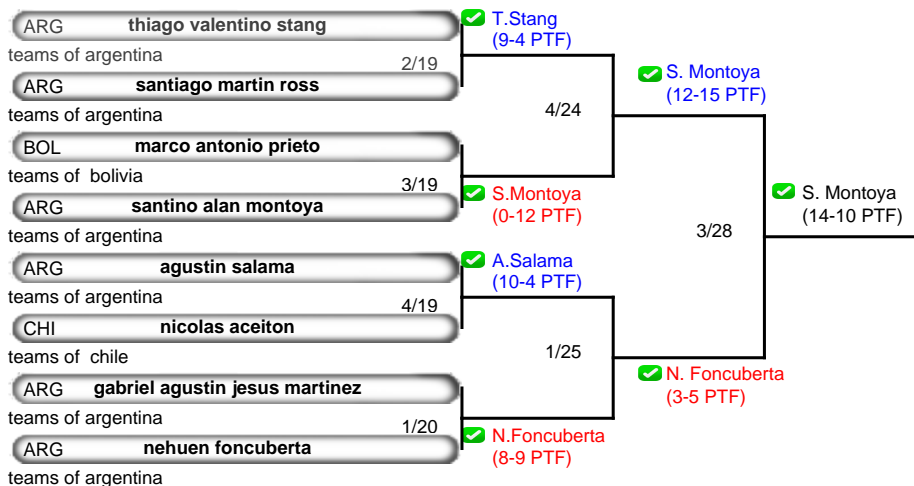 ARG thiago valentino stang
teams of argentina
2/19
ARG santiago martin ross
teams of argentina
BOL marco antonio prieto
teams of bolivia
3/19
ARG santino alan montoya
teams of argentina
ARG agustin salama
teams of argentina
4/19
CHI nicolas aceiton
teams of chile
ARG gabriel agustin jesus martinez
teams of argentina
1/20
ARG nehuen foncuberta
teams of argentina
T.Stang
(9-4 PTF)
4/24
S.Montoya
(0-12 PTF)
A.Salama
(10-4 PTF)
1/25
N.Foncuberta
(8-9 PTF)
S. Montoya
(12-15 PTF)
3/28
N. Foncuberta
(3-5 PTF)
S. Montoya
(14-10 PTF)